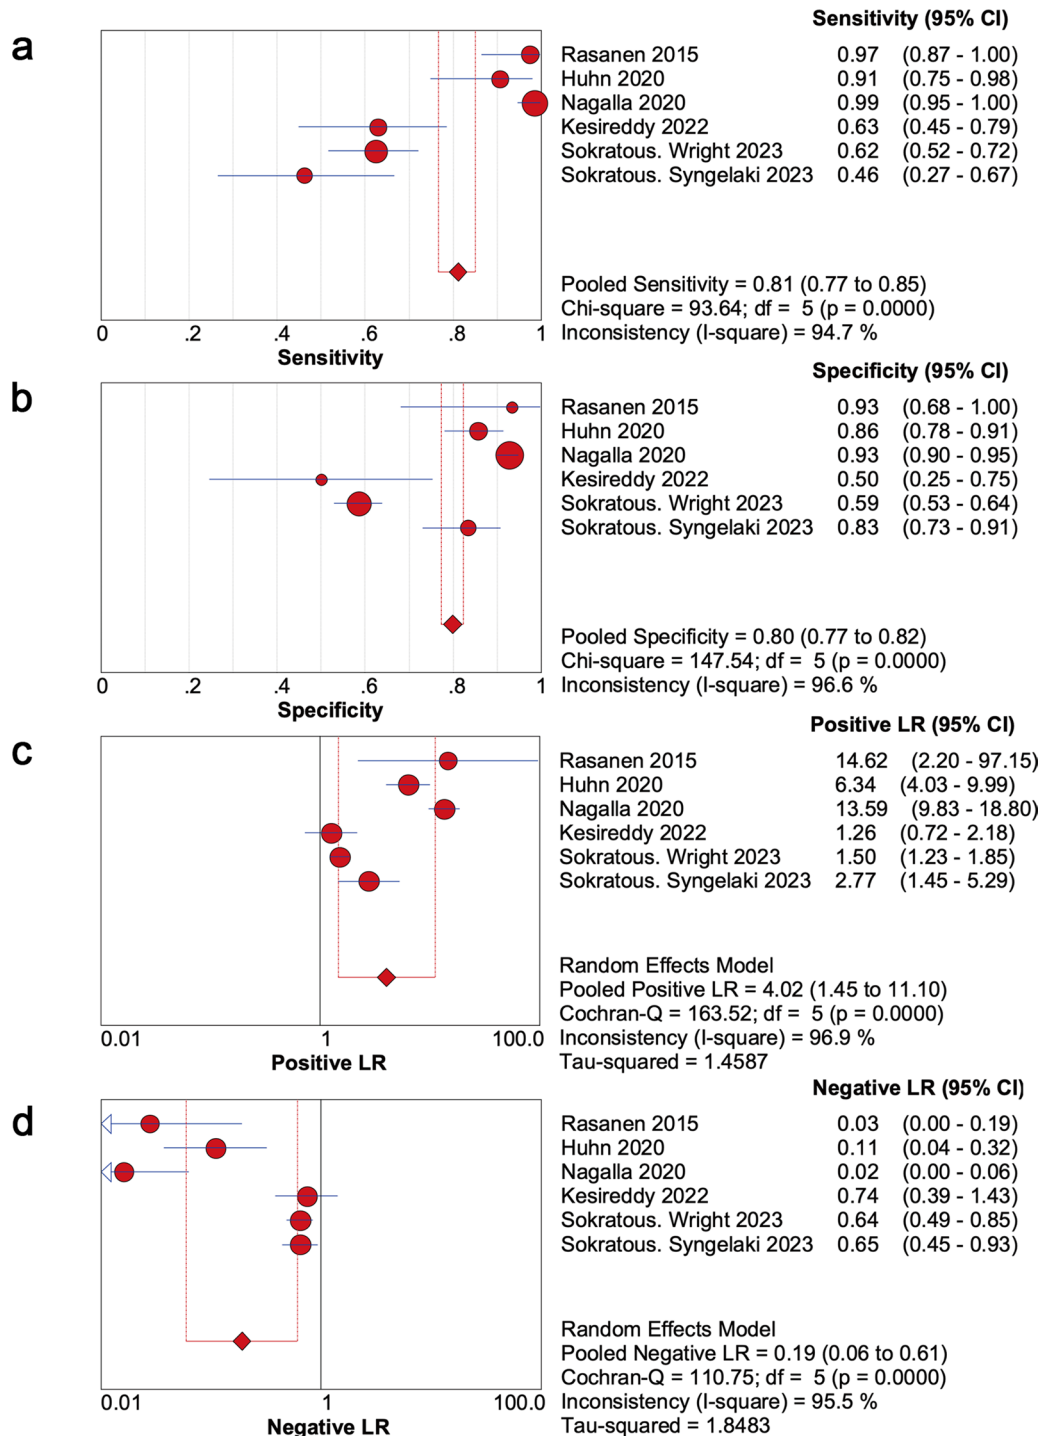 a
Sensitivity (95% CI)
Rasanen 2015 0.97 (0.87 - 1.00)
Huhn 2020 0.91 (0.75 - 0.98)
Nagalla 2020 0.99 (0.95 - 1.00)
Kesireddy 2022 0.63 (0.45 - 0.79)
Sokratous. Wright 2023 0.62 (0.52 - 0.72)
Sokratous. Syngelaki 2023 0.46 (0.27 - 0.67)
Pooled Sensitivity = 0.81 (0.77 to 0.85)
Chi-square = 93.64; df = 5 (p = 0.0000)
Inconsistency (I-square) = 94.7 %
0 .2 .4 .6 .8 1
Sensitivity
b
Specificity (95% CI)
Rasanen 2015 0.93 (0.68 - 1.00)
Huhn 2020 0.86 (0.78 - 0.91)
Nagalla 2020 0.93 (0.90 - 0.95)
Kesireddy 2022 0.50 (0.25 - 0.75)
Sokratous. Wright 2023 0.59 (0.53 - 0.64)
Sokratous. Syngelaki 2023 0.83 (0.73 - 0.91)
Pooled Specificity = 0.80 (0.77 to 0.82)
Chi-square = 147.54; df = 5 (p = 0.0000)
Inconsistency (I-square) = 96.6 %
0 .2 .4 .6 .8 1
Specificity
c
Positive LR (95% CI)
Rasanen 2015 14.62 (2.20 - 97.15)
Huhn 2020 6.34 (4.03 - 9.99)
Nagalla 2020 13.59 (9.83 - 18.80)
Kesireddy 2022 1.26 (0.72 - 2.18)
Sokratous. Wright 2023 1.50 (1.23 - 1.85)
Sokratous. Syngelaki 2023 2.77 (1.45 - 5.29)
Random Effects Model
Pooled Positive LR = 4.02 (1.45 to 11.10)
Cochran-Q = 163.52; df = 5 (p = 0.0000)
Inconsistency (I-square) = 96.9 %
Tau-squared = 1.4587
0.01 1 100.0
Positive LR
d
Negative LR (95% CI)
Rasanen 2015 0.03 (0.00 - 0.19)
Huhn 2020 0.11 (0.04 - 0.32)
Nagalla 2020 0.02 (0.00 - 0.06)
Kesireddy 2022 0.74 (0.39 - 1.43)
Sokratous. Wright 2023 0.64 (0.49 - 0.85)
Sokratous. Syngelaki 2023 0.65 (0.45 - 0.93)
Random Effects Model
Pooled Negative LR = 0.19 (0.06 to 0.61)
Cochran-Q = 110.75; df = 5 (p = 0.0000)
Inconsistency (I-square) = 95.5 %
Tau-squared = 1.8483
0.01 1 100.0
Negative LR